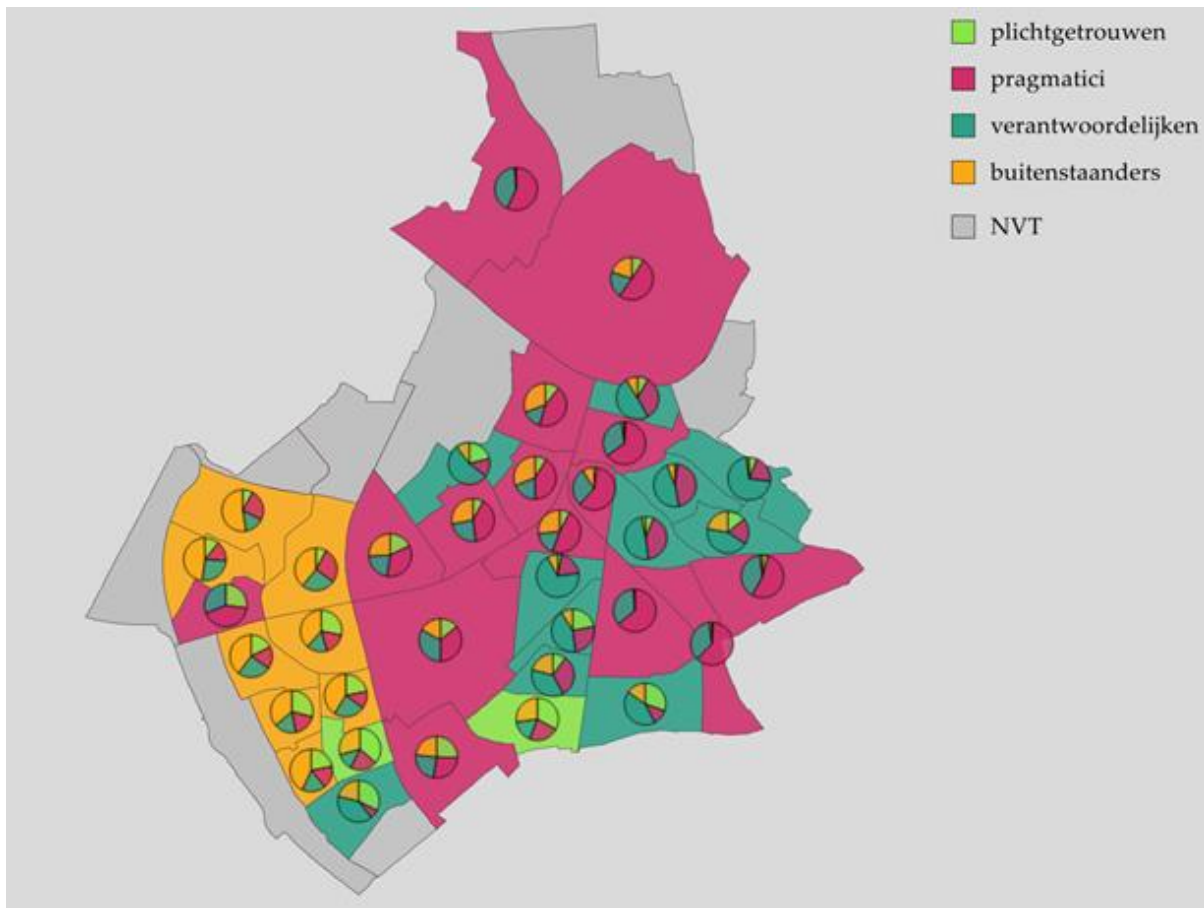 plichtgetrouwen
pragmatici
verantwoordelijken
buitenstaanders
NVT